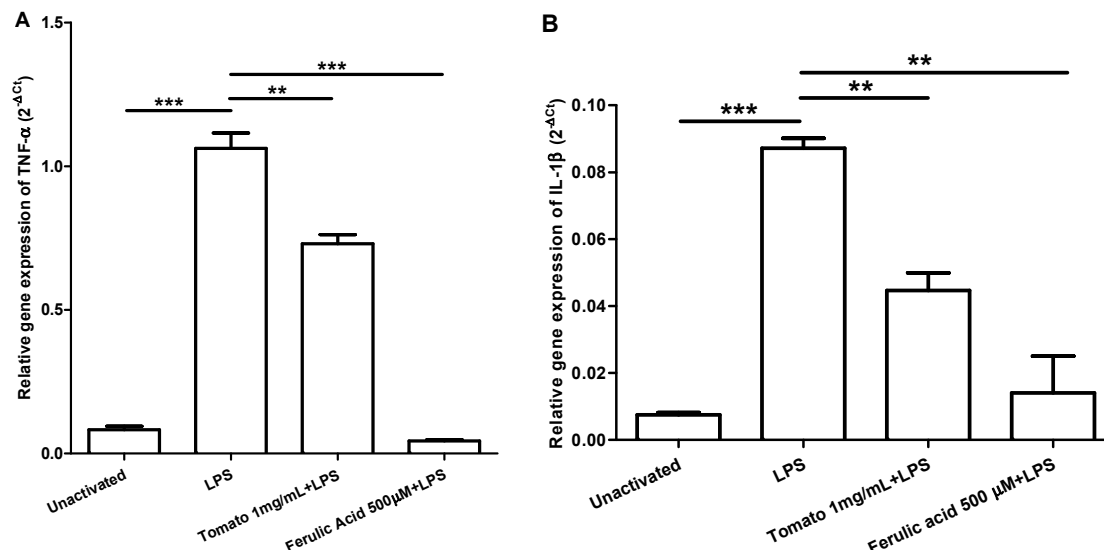 A
Relative gene expression of TNF-α (2^-ΔCt)
1.5
1.0
0.5
0.0
***
***
**
Unactivated
LPS
Tomato 1mg/mL+LPS
Ferulic Acid 500µM+LPS
B
Relative gene expression of IL-1β (2^-ΔCt)
0.10
0.08
0.06
0.04
0.02
0.00
**
**
***
Unactivated
LPS
Tomato 1mg/mL+LPS
Ferulic acid 500 µM+LPS